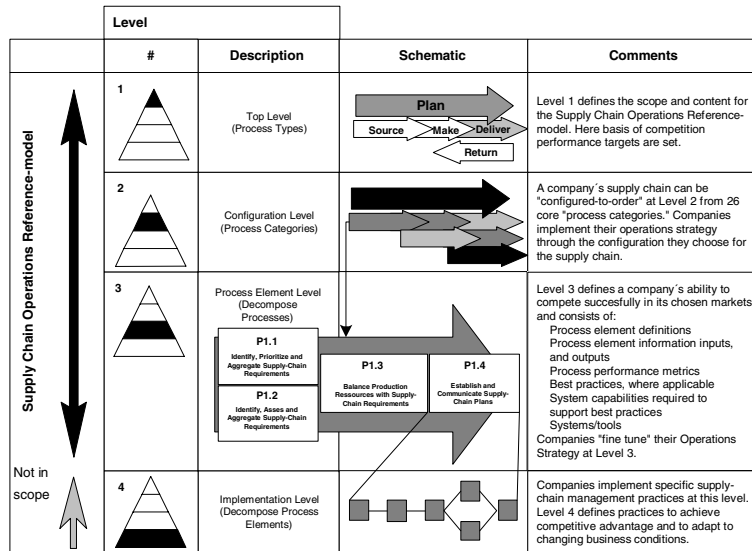 Level
#
Description
Schematic
Comments
Supply Chain Operations Reference-model
1
Top Level
(Process Types)
Plan
Source
Make
Deliver
Return
Level 1 defines the scope and content for
the Supply Chain Operations Reference-
model. Here basis of competition
performance targets are set.
2
Configuration Level
(Process Categories)
A company´s supply chain can be
"configured-to-order" at Level 2 from 26
core "process categories." Companies
implement their operations strategy
through the configuration they choose for
the supply chain.
3
Process Element Level
(Decompose
Processes)
P1.1
Identify, Prioritize and
Aggregate Supply-Chain
Requirements
P1.2
Identify, Asses and
Aggregate Supply-Chain
Requirements
P1.3
Balance Production
Ressources with Supply-
Chain Requirements
P1.4
Establish and
Communicate Supply-
Chain Plans
Level 3 defines a company´s ability to
compete succesfully in its chosen markets
and consists of:
Process element definitions
Process element information inputs,
and outputs
Process performance metrics
Best practices, where applicable
System capabilities required to
support best practices
Systems/tools
Companies "fine tune" their Operations
Strategy at Level 3.
Not in
scope
4
Implementation Level
(Decompose Process
Elements)
Companies implement specific supply-
chain management practices at this level.
Level 4 defines practices to achieve
competitive advantage and to adapt to
changing business conditions.